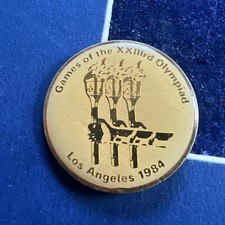 Games of the XXIIIrd Olympiad
Los Angeles 1984